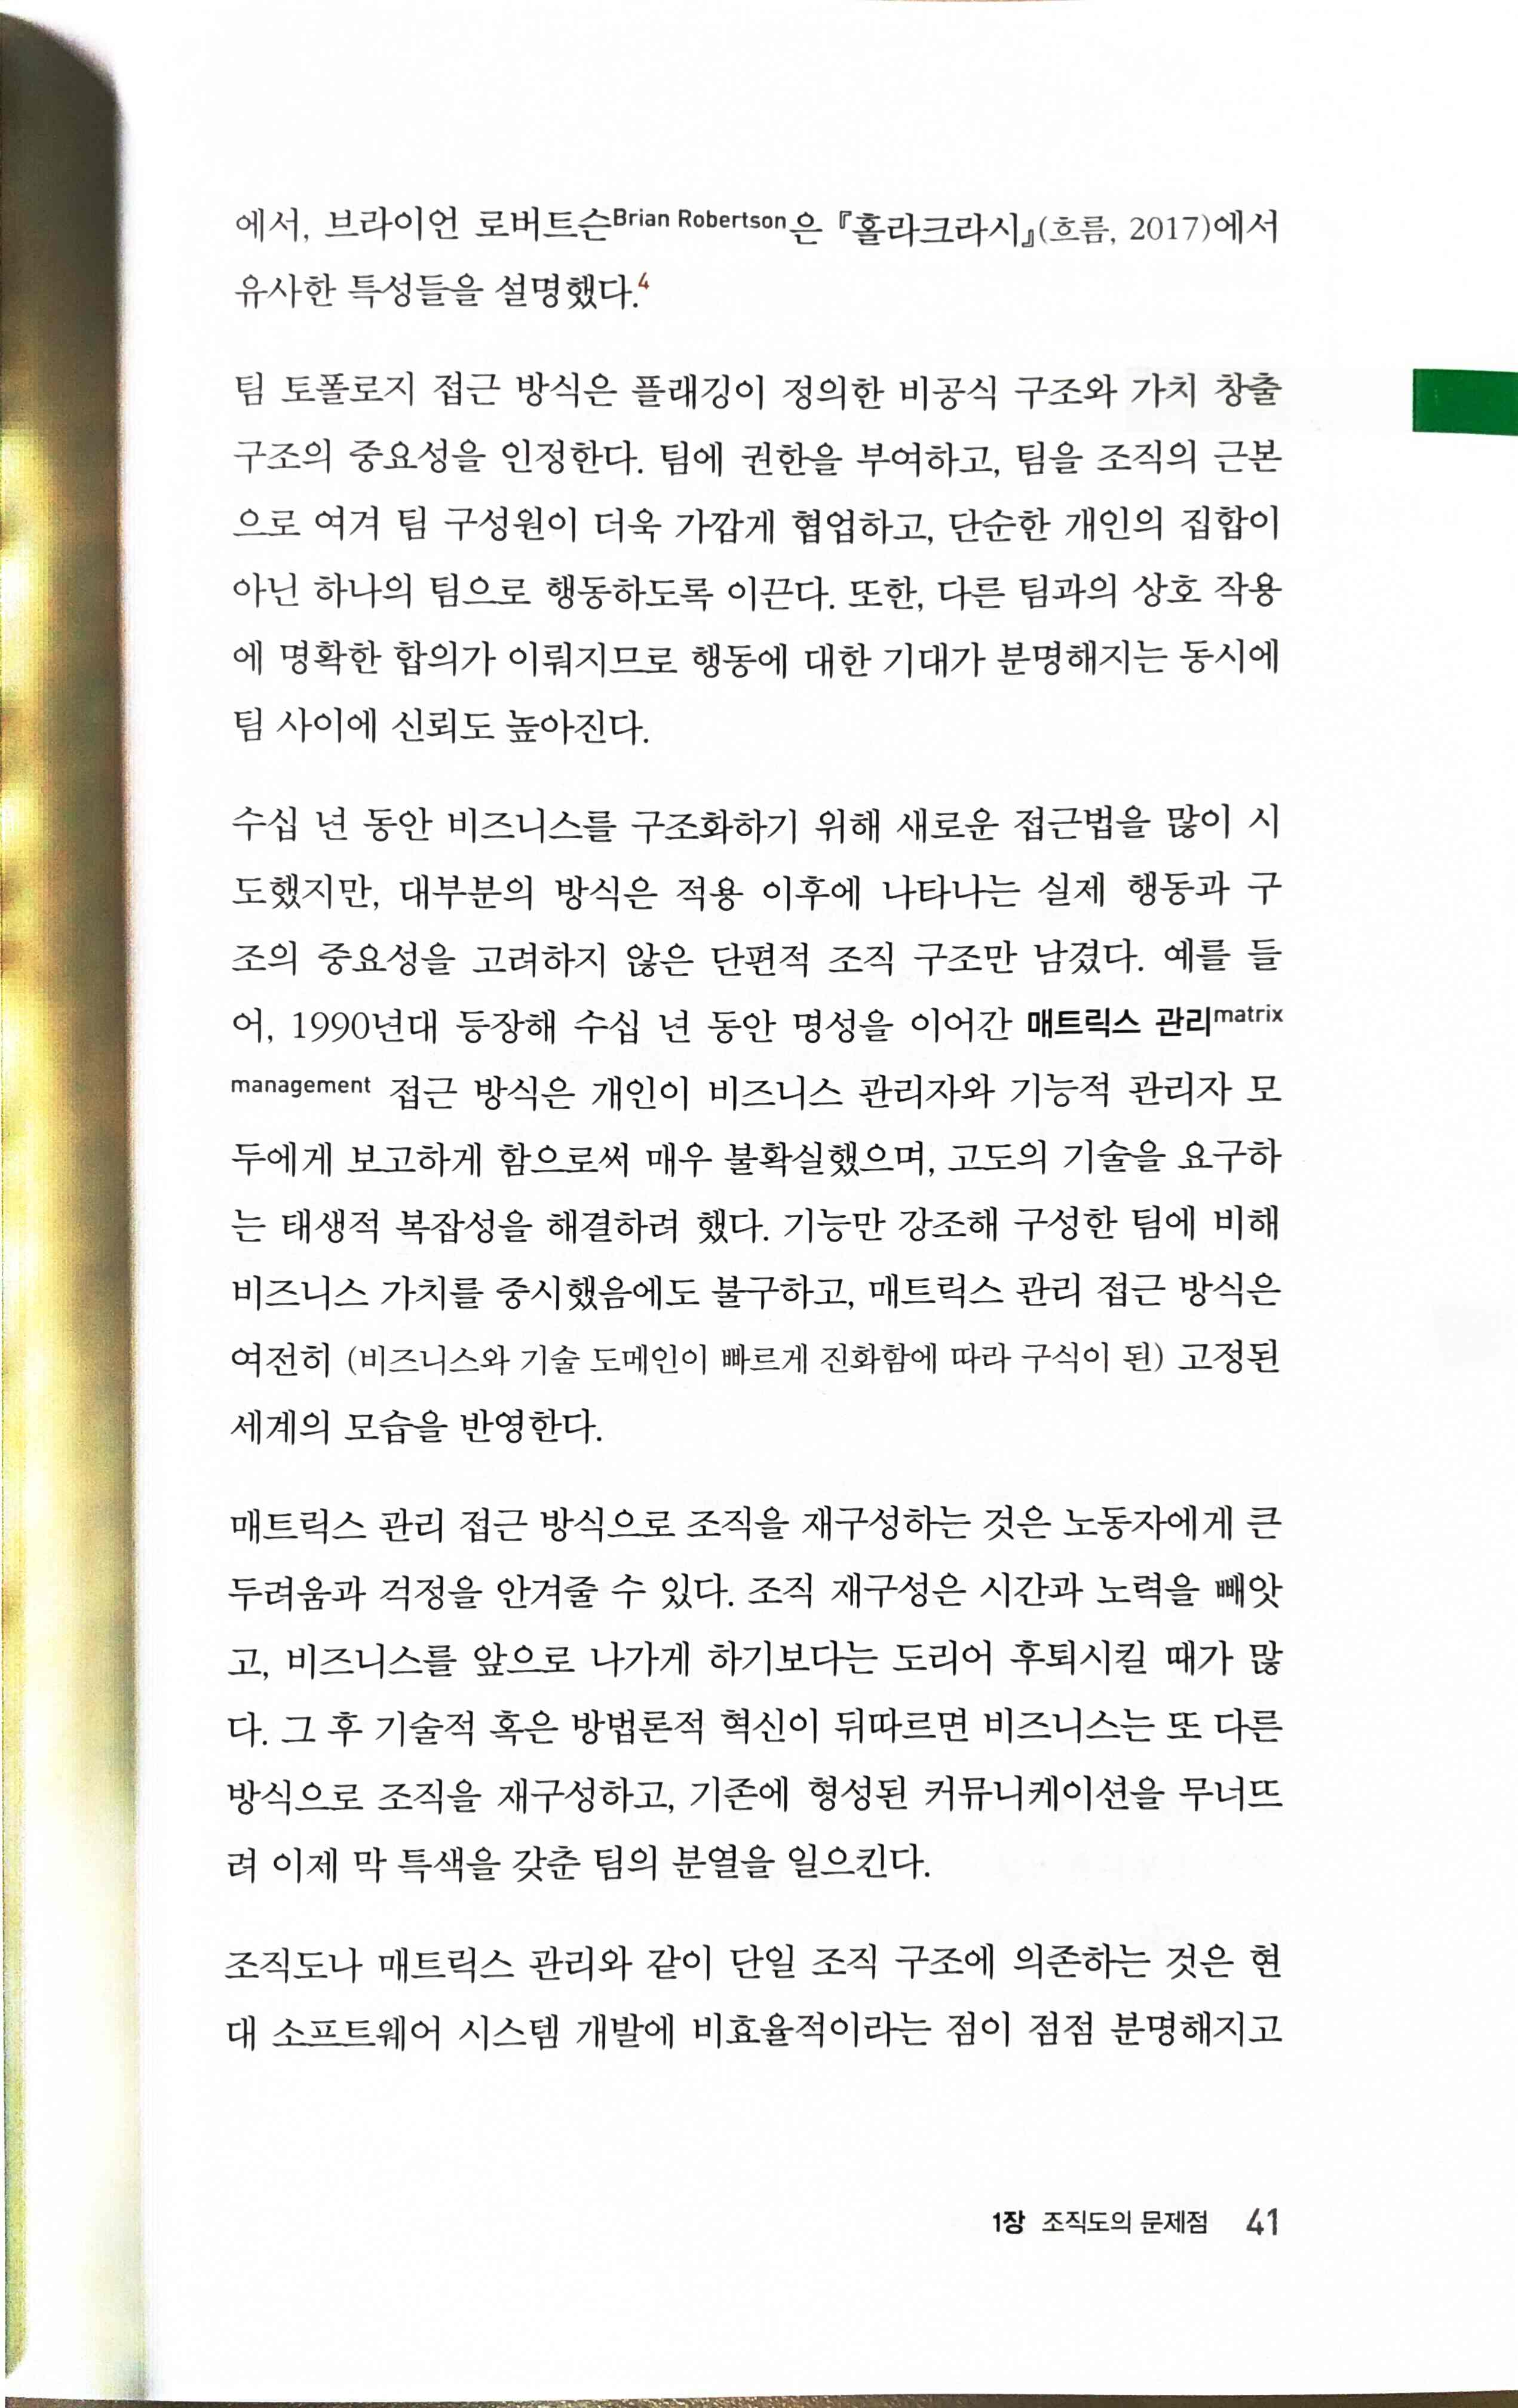 에서, 브라이언 로버트슨Brian Robertson은 『홀라크라시』(흐름, 2017)에서
유사한 특성들을 설명했다.4
팀 토폴로지 접근 방식은 플래깅이 정의한 비공식 구조와 가치 창출
구조의 중요성을 인정한다. 팀에 권한을 부여하고, 팀을 조직의 근본
으로 여겨 팀 구성원이 더욱 가깝게 협업하고, 단순한 개인의 집합이
아닌 하나의 팀으로 행동하도록 이끈다. 또한, 다른 팀과의 상호 작용
에 명확한 합의가 이뤄지므로 행동에 대한 기대가 분명해지는 동시에
팀 사이에 신뢰도 높아진다.
수십 년 동안 비즈니스를 구조화하기 위해 새로운 접근법을 많이 시
도했지만, 대부분의 방식은 적용 이후에 나타나는 실제 행동과 구
조의 중요성을 고려하지 않은 단편적 조직 구조만 남겼다. 예를 들
어, 1990년대 등장해 수십 년 동안 명성을 이어간 매트릭스 관리matrix
management 접근 방식은 개인이 비즈니스 관리자와 기능적 관리자 모
두에게 보고하게 함으로써 매우 불확실했으며, 고도의 기술을 요구하
는 태생적 복잡성을 해결하려 했다. 기능만 강조해 구성한 팀에 비해
비즈니스 가치를 중시했음에도 불구하고, 매트릭스 관리 접근 방식은
여전히 (비즈니스와 기술 도메인이 빠르게 진화함에 따라 구식이 된) 고정된
세계의 모습을 반영한다.
매트릭스 관리 접근 방식으로 조직을 재구성하는 것은 노동자에게 큰
두려움과 걱정을 안겨줄 수 있다. 조직 재구성은 시간과 노력을 빼앗
고, 비즈니스를 앞으로 나가게 하기보다는 도리어 후퇴시킬 때가 많
다. 그 후 기술적 혹은 방법론적 혁신이 뒤따르면 비즈니스는 또 다른
방식으로 조직을 재구성하고, 기존에 형성된 커뮤니케이션을 무너뜨
려 이제 막 특색을 갖춘 팀의 분열을 일으킨다.
조직도나 매트릭스 관리와 같이 단일 조직 구조에 의존하는 것은 현
대 소프트웨어 시스템 개발에 비효율적이라는 점이 점점 분명해지고
1장 조직도의 문제점 41